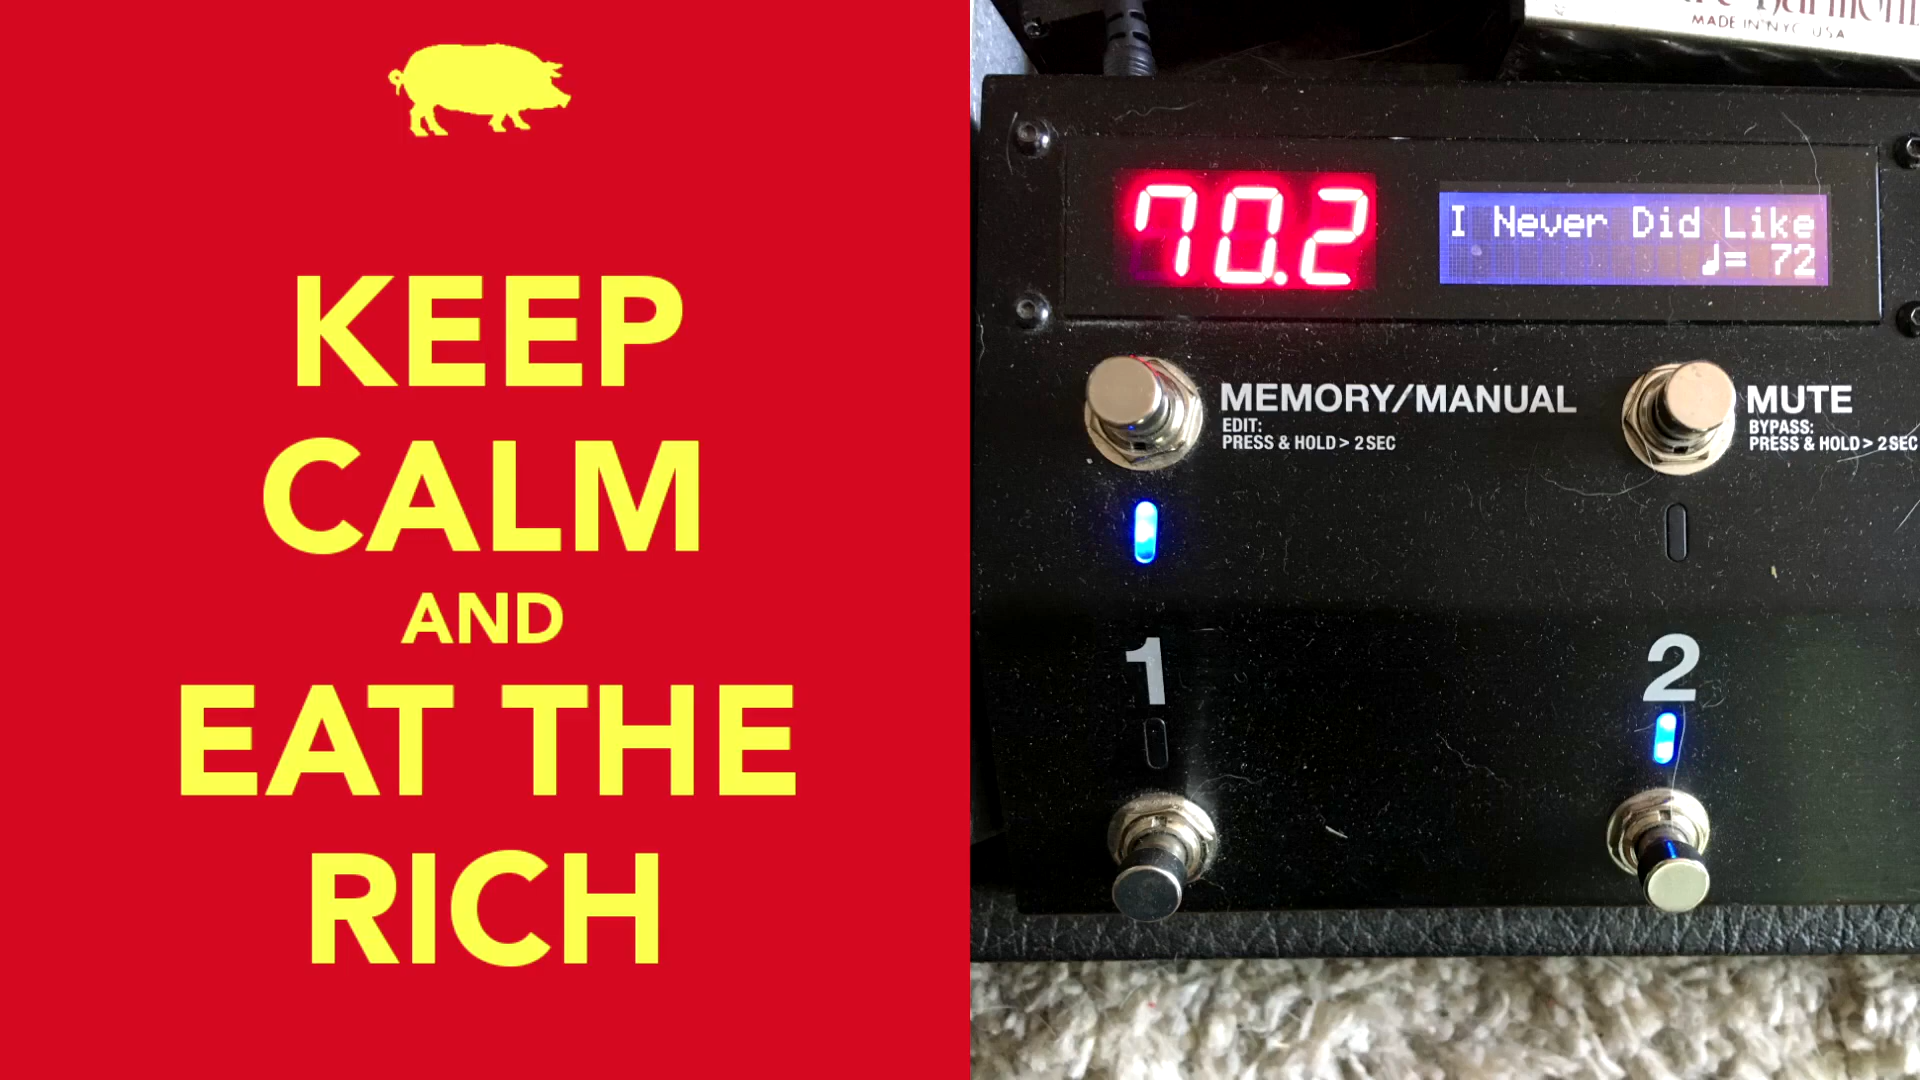 KEEP
CALM
AND
EAT THE
RICH
MADE IN NYC USA
70.2
I Never Did Like
♩= 72
MEMORY/MANUAL
EDIT:
PRESS & HOLD > 2 SEC
MUTE
BYPASS:
PRESS & HOLD > 2 SEC
1
2